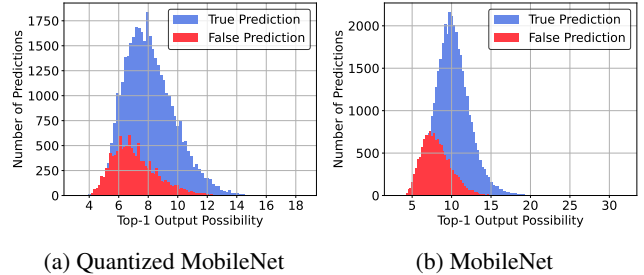 True Prediction
False Prediction
Number of Predictions
1750
1500
1250
1000
750
500
250
0
4 6 8 10 12 14 16 18
Top-1 Output Possibility
(a) Quantized MobileNet
True Prediction
False Prediction
Number of Predictions
2000
1500
1000
500
0
5 10 15 20 25 30
Top-1 Output Possibility
(b) MobileNet